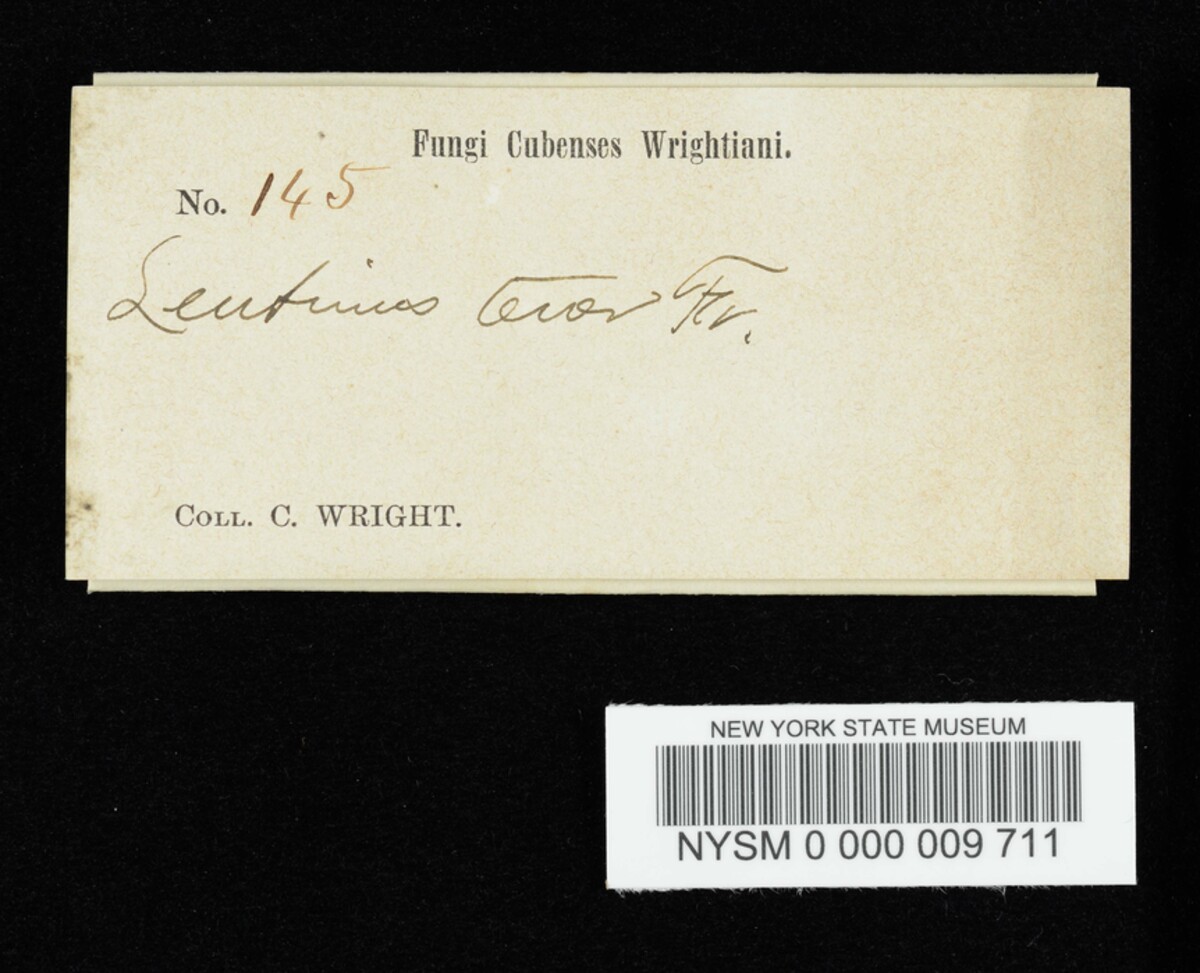 Fungi Cubenses Wrightiani.
No. 145
Lentinus Fr.
Coll. C. WRIGHT.
NEW YORK STATE MUSEUM
NYSM 0 000 009 711